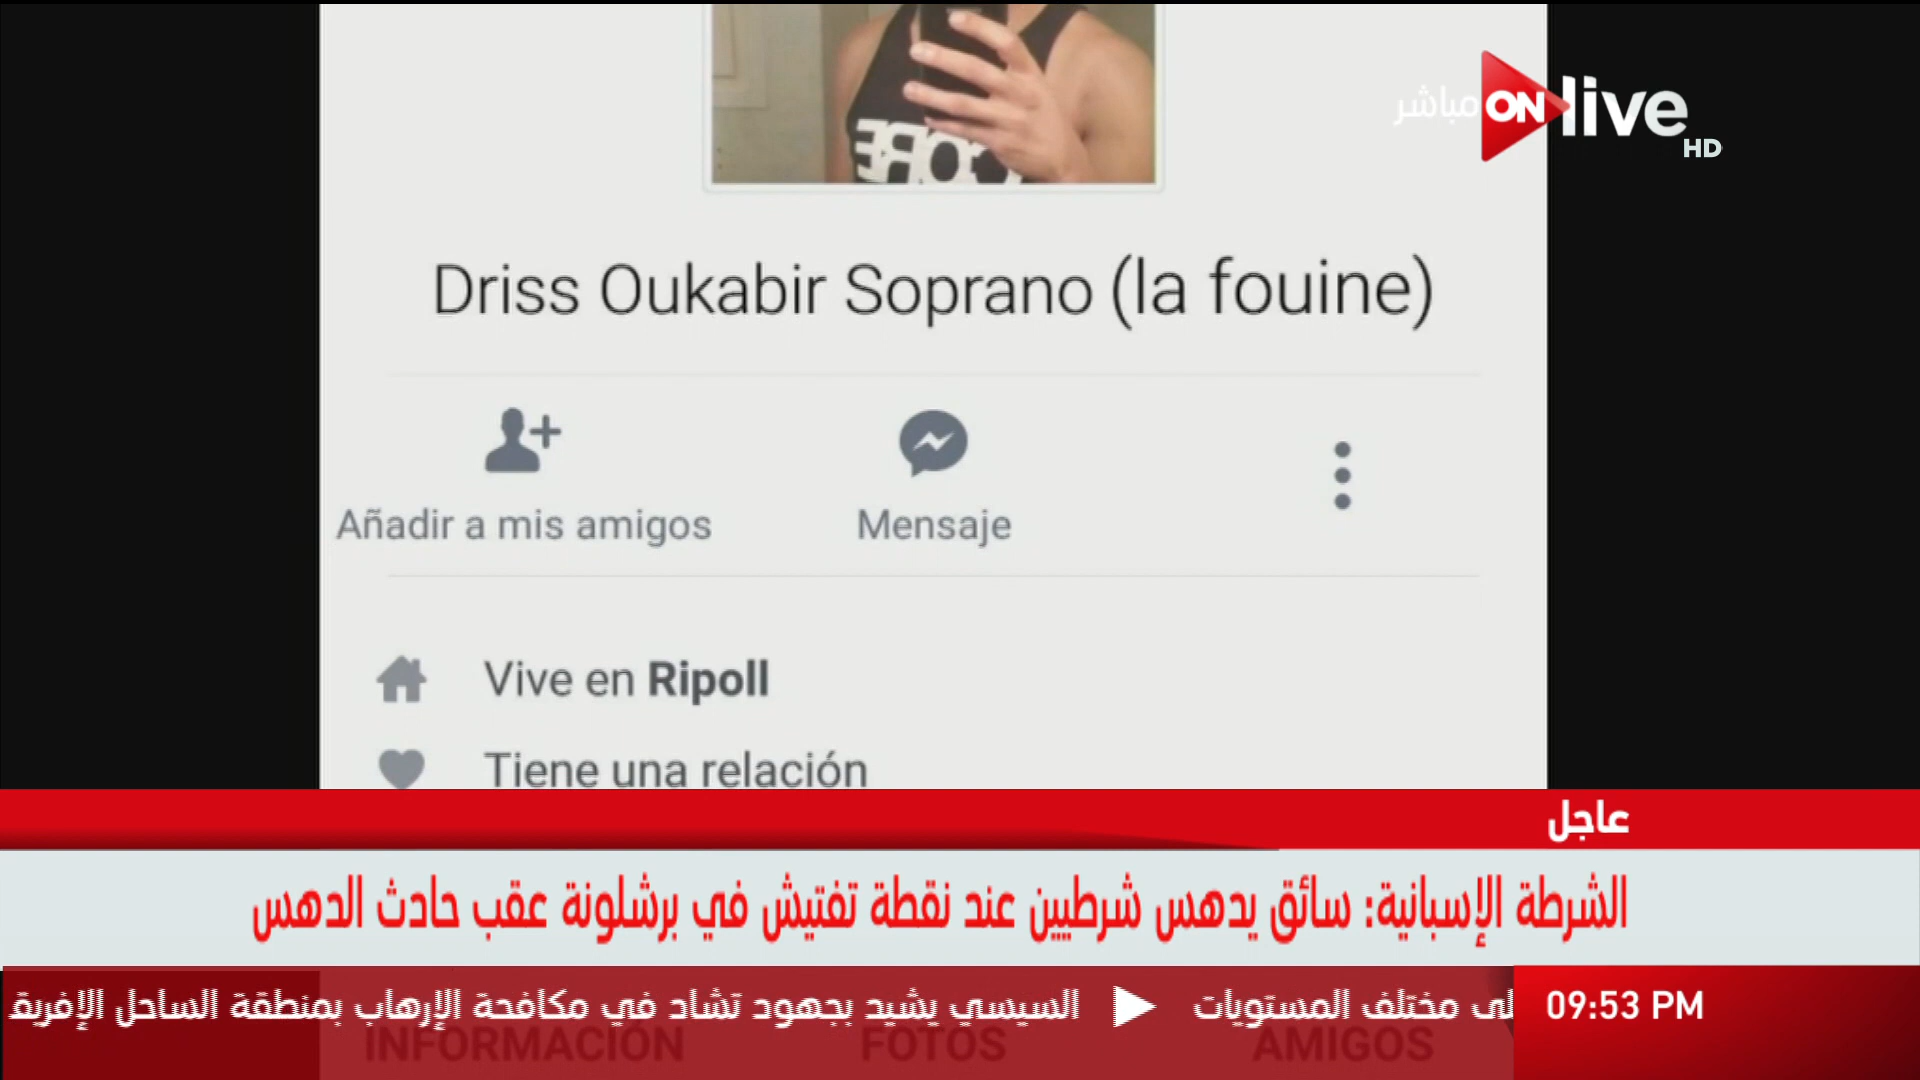 مباشر ON live
HD
CORE
Driss Oukabir Soprano (la fouine)
Añadir a mis amigos
Mensaje
Vive en Ripoll
Tiene una relación
عاجل
الشرطة الإسبانية: سائق يدهس شرطيين عند نقطة تفتيش في برشلونة عقب حادث الدهس
مختلف المستويات
السيسي يشيد بجهود تشاد في مكافحة الإرهاب بمنطقة الساحل
09:53 PM
INFORMACIÓN
FOTOS
AMIGOS